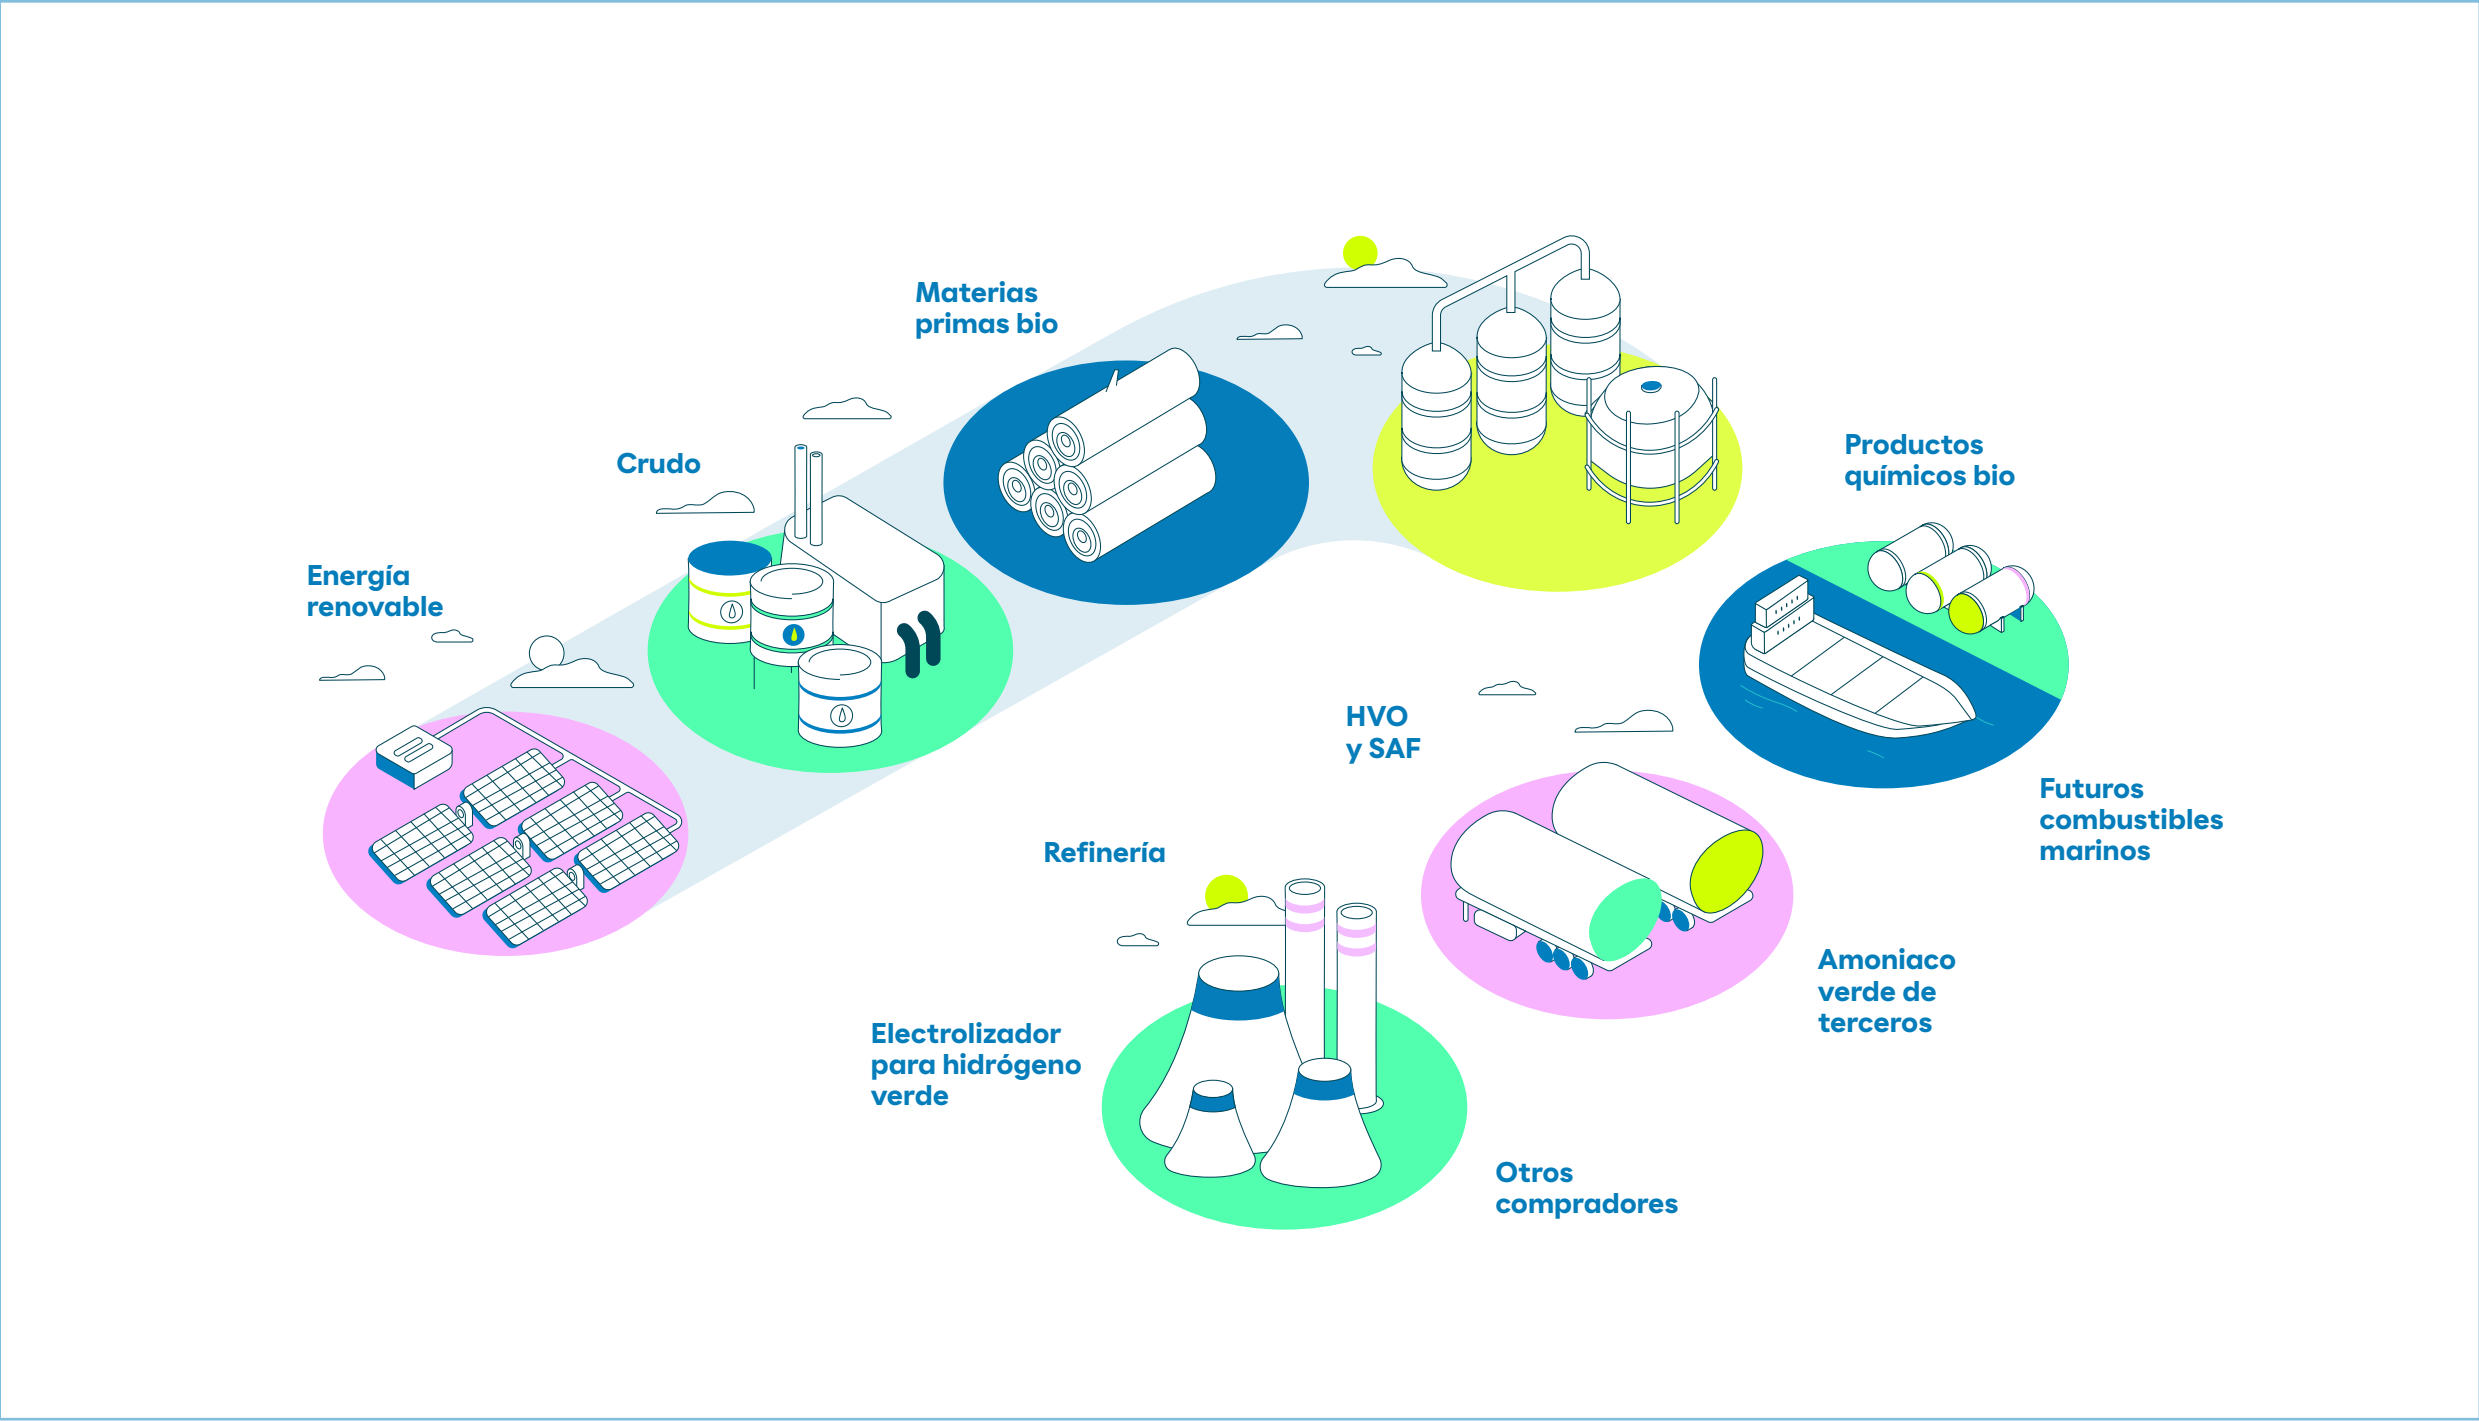 Materias
primas bio
Crudo
Energía
renovable
Productos
químicos bio
HVO
y SAF
Futuros
combustibles
marinos
Refinería
Amoniaco
verde de
terceros
Electrolizador
para hidrógeno
verde
Otros
compradores